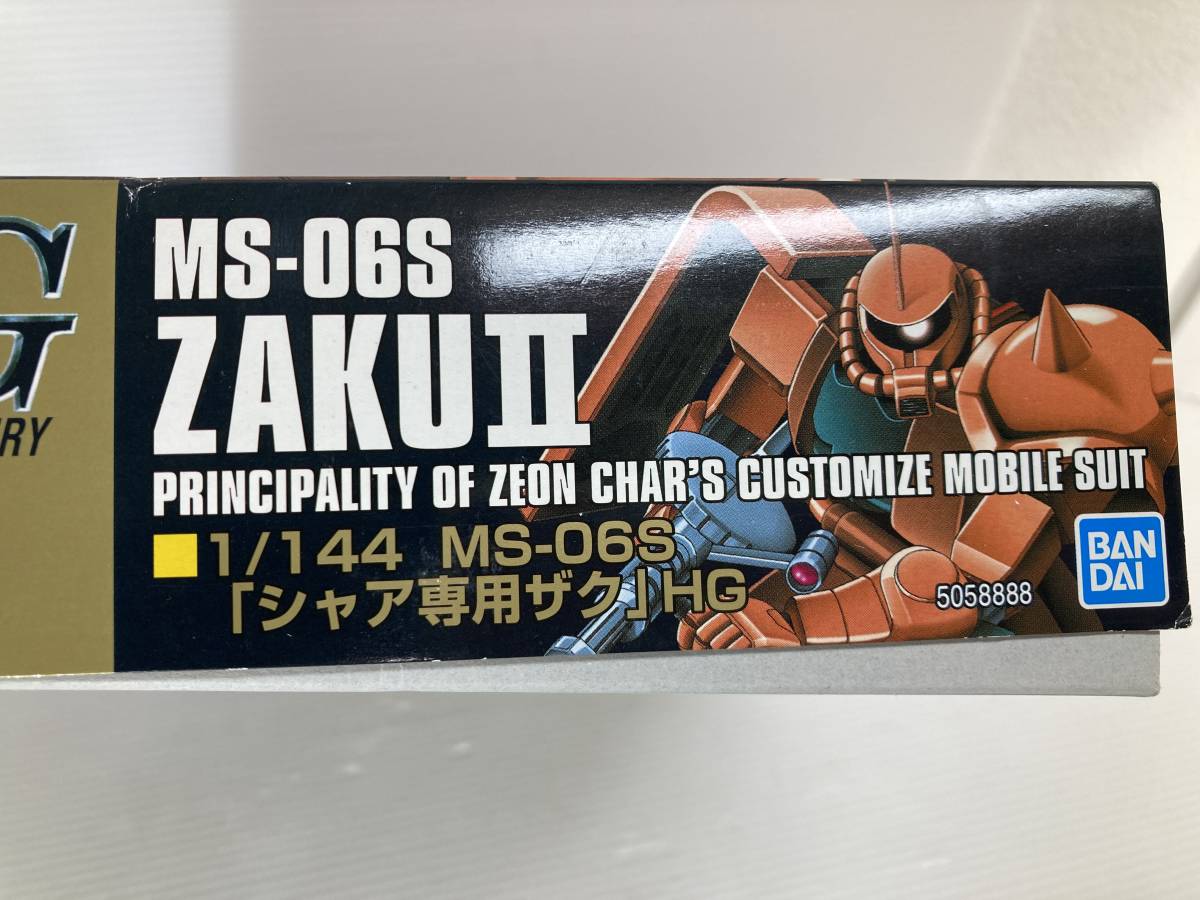 G
RY
MS-06S
ZAKUⅡ
PRINCIPALITY OF ZEON CHAR'S CUSTOMIZE MOBILE SUIT
1/144 MS-06S
「シャア専用ザク」HG
5058888
BAN
DAI